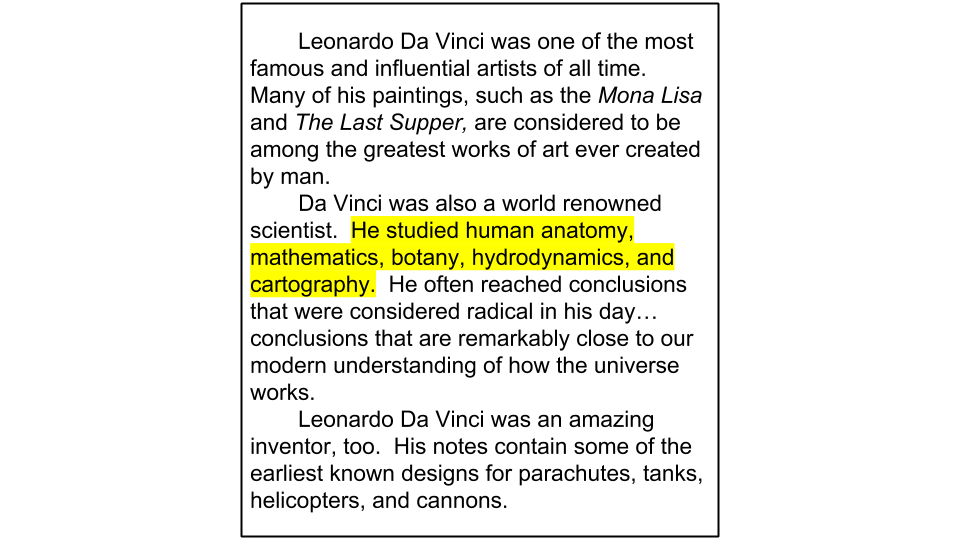 Leonardo Da Vinci was one of the most
famous and influential artists of all time.
Many of his paintings, such as the Mona Lisa
and The Last Supper, are considered to be
among the greatest works of art ever created
by man.
Da Vinci was also a world renowned
scientist.  He studied human anatomy,
mathematics, botany, hydrodynamics, and
cartography.  He often reached conclusions
that were considered radical in his day…
conclusions that are remarkably close to our
modern understanding of how the universe
works.
Leonardo Da Vinci was an amazing
inventor, too.  His notes contain some of the
earliest known designs for parachutes, tanks,
helicopters, and cannons.